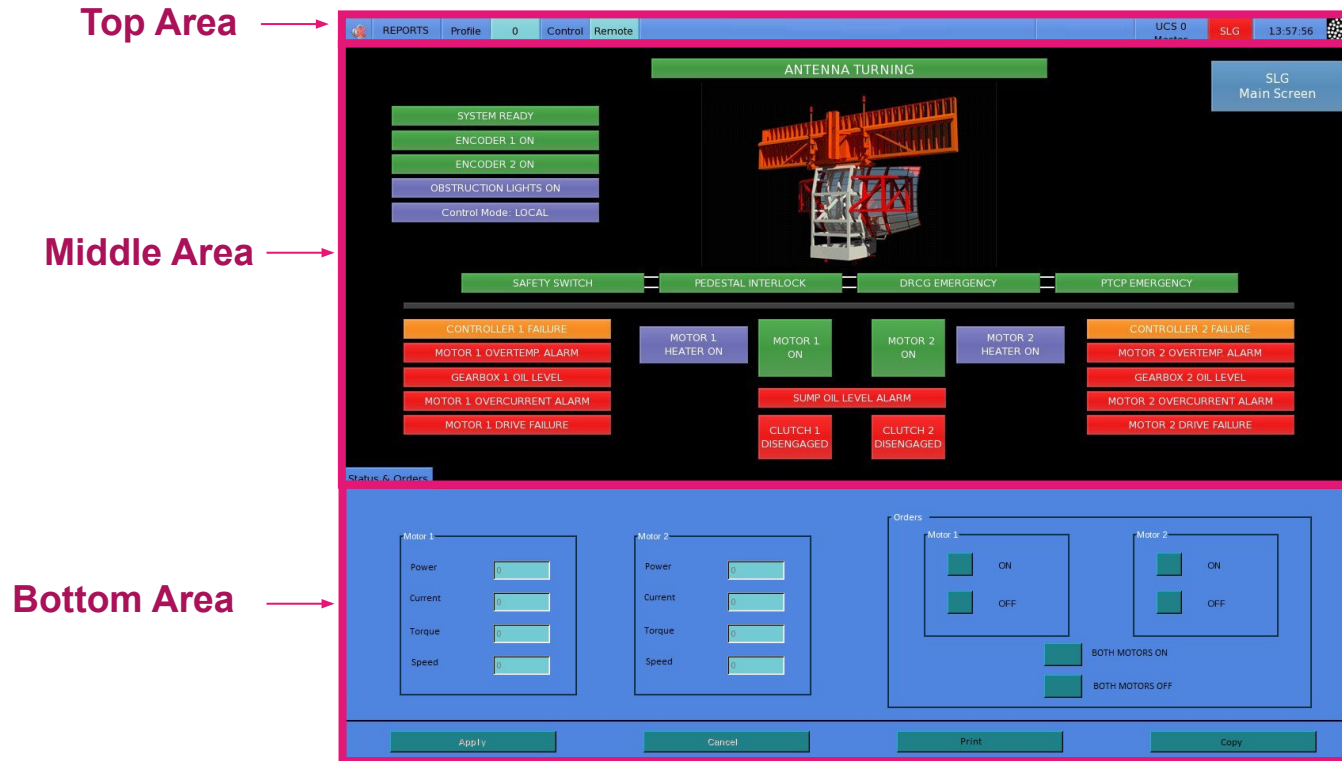 Top Area
REPORTS Profile 0 Control Remote UCS 0 SLG 13:57:56
Master
ANTENNA TURNING
SLG
Main Screen
SYSTEM READY
ENCODER 1 ON
ENCODER 2 ON
OBSTRUCTION LIGHTS ON
Control Mode: LOCAL
Middle Area
SAFETY SWITCH PEDESTAL INTERLOCK DRCG EMERGENCY PTCP EMERGENCY
CONTROLLER 1 FAILURE
MOTOR 1 OVERTEMP. ALARM
GEARBOX 1 OIL LEVEL
MOTOR 1 OVERCURRENT ALARM
MOTOR 1 DRIVE FAILURE
MOTOR 1
HEATER ON
MOTOR 1
ON
MOTOR 2
ON
MOTOR 2
HEATER ON
SUMP OIL LEVEL ALARM
CLUTCH 1
DISENGAGED
CLUTCH 2
DISENGAGED
CONTROLLER 2 FAILURE
MOTOR 2 OVERTEMP. ALARM
GEARBOX 2 OIL LEVEL
MOTOR 2 OVERCURRENT ALARM
MOTOR 2 DRIVE FAILURE
Status & Orders
Bottom Area
Motor 1
Power 0
Current 0
Torque 0
Speed 0
Motor 2
Power 0
Current 0
Torque 0
Speed 0
Orders
Motor 1
ON
OFF
Motor 2
ON
OFF
BOTH MOTORS ON
BOTH MOTORS OFF
Apply Cancel Print Copy